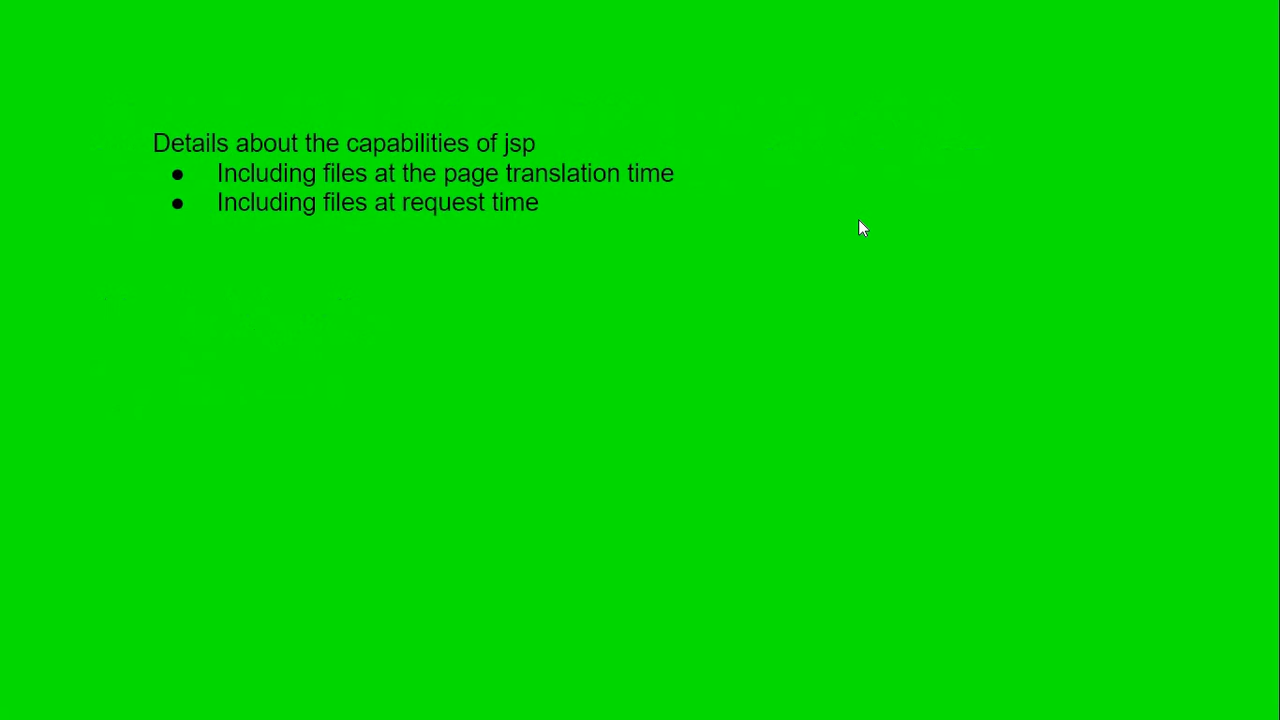 Details about the capabilities of jsp
● Including files at the page translation time
● Including files at request time